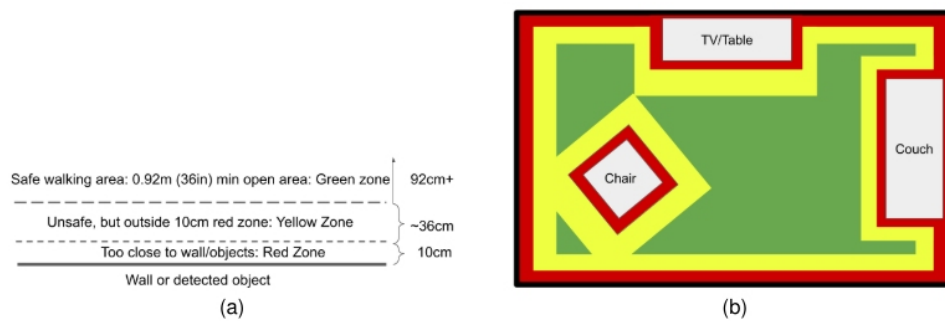 Safe walking area: 0.92m (36in) min open area: Green zone
92cm+
Unsafe, but outside 10cm red zone: Yellow Zone
~36cm
Too close to wall/objects: Red Zone
10cm
Wall or detected object
(a)
TV/Table
Couch
Chair
(b)